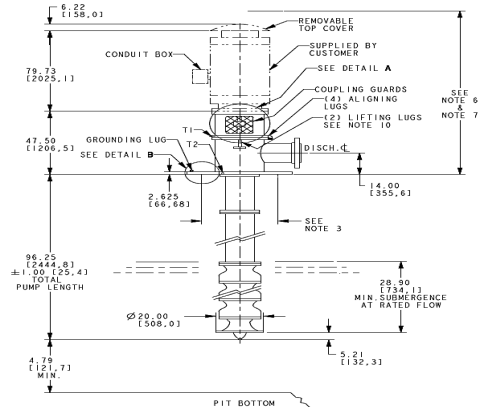 6.22
[158,0]
REMOVABLE
TOP COVER
CONDUIT BOX
SUPPLIED BY
CUSTOMER
79.73
[2025,1]
SEE DETAIL A
COUPLING GUARDS
(4) ALIGNING
LUGS
SEE
NOTE 6
&
NOTE 7
47.50
[1206,5]
T1
(2) LIFTING LUGS
SEE NOTE 10
GROUNDING LUG
T2
DISCH.℄
SEE DETAIL B
2.625
[66,68]
14.00
[355,6]
SEE
NOTE 3
96.25
[2444,8]
±1.00 [25,4]
TOTAL
PUMP LENGTH
28.90
[734,1]
MIN.SUBMERGENCE
AT RATED FLOW
Ø20.00
[508,0]
4.79
[121,7]
MIN.
5.21
[132,3]
PIT BOTTOM